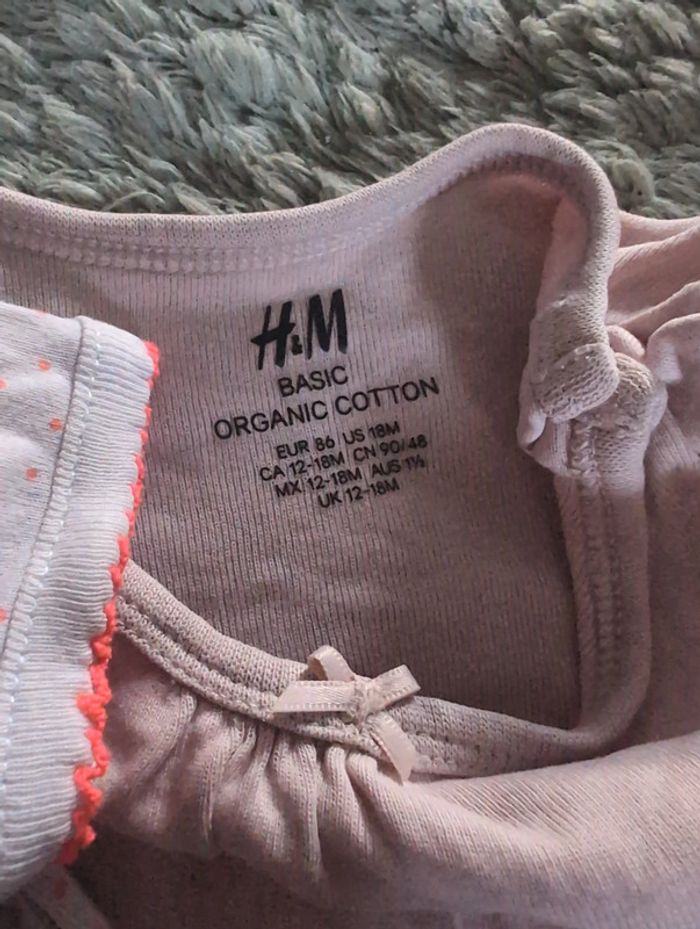 H&M
BASIC
ORGANIC COTTON
EUR 86 US 18M
CA 12-18M CN 90/48
MX 12-18M AUS 1½
UK 12-18M